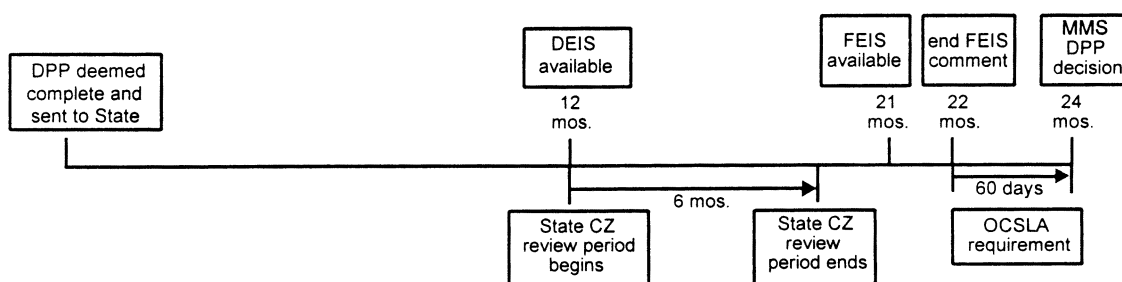 DPP deemed
complete and
sent to State
DEIS
available
12
mos.
FEIS
available
21
mos.
end FEIS
comment
22
mos.
MMS
DPP
decision
24
mos.
6 mos.
60 days
State CZ
review period
begins
State CZ
review
period ends
OCSLA
requirement